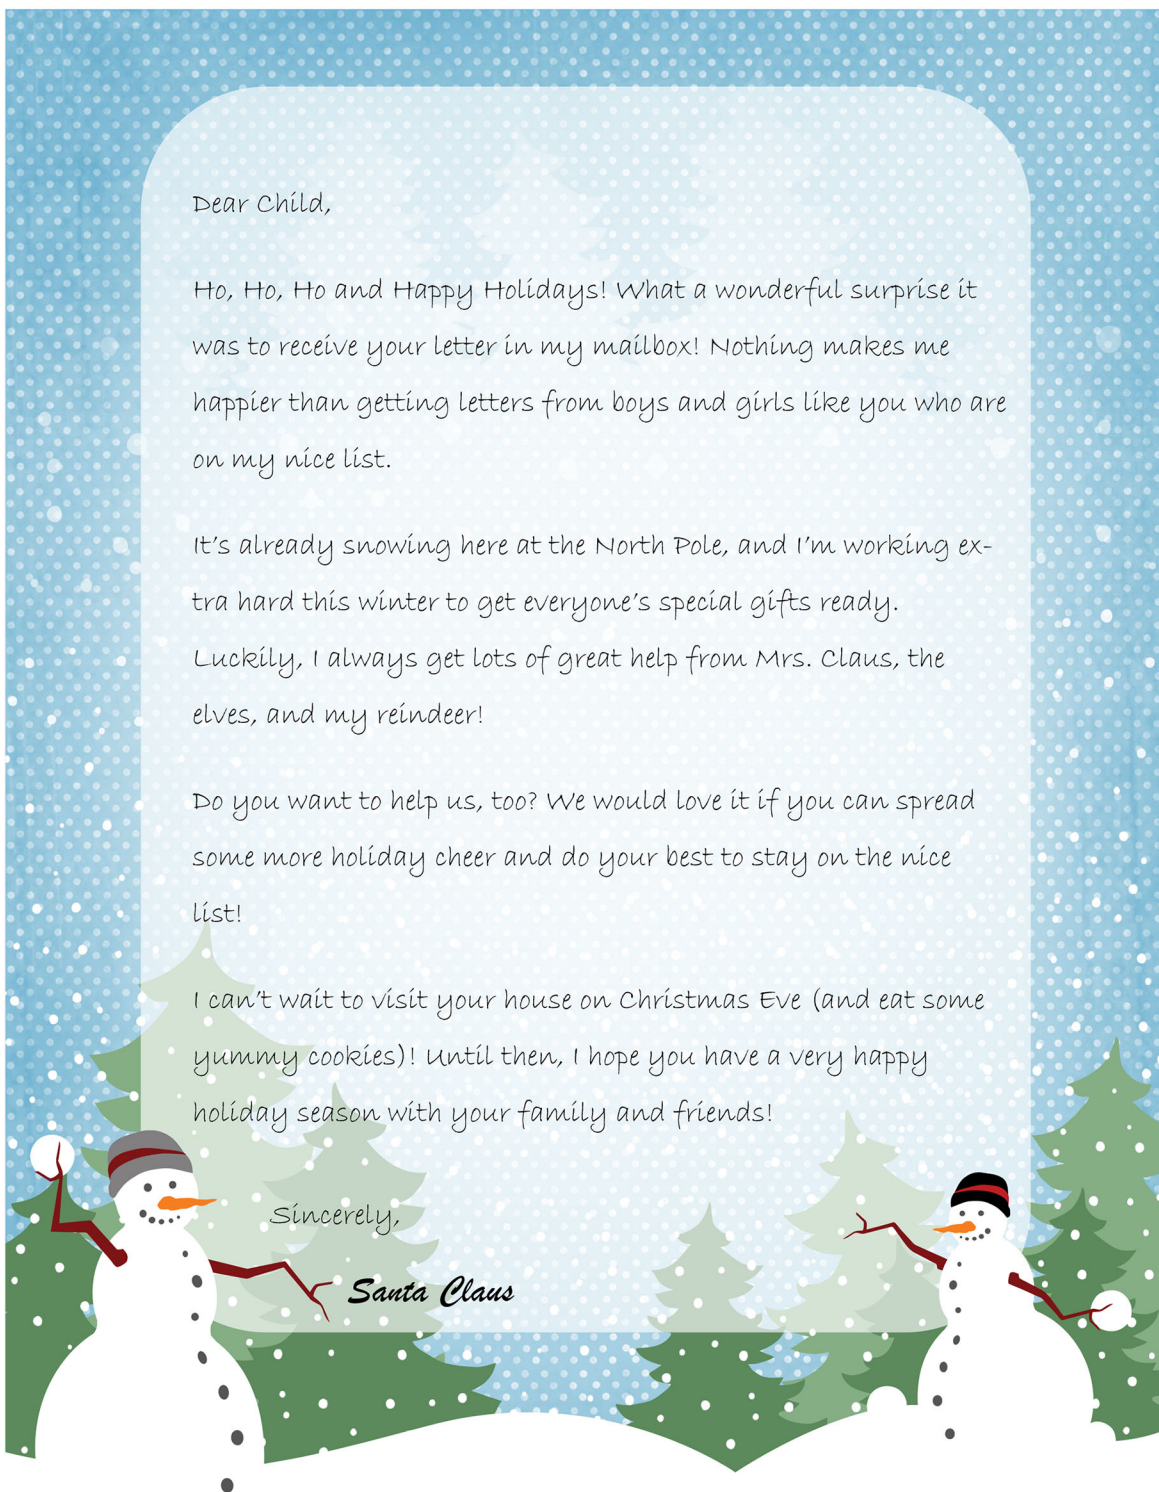 Dear Child,
Ho, Ho, Ho and Happy Holidays! What a wonderful surprise it
was to receive your letter in my mailbox! Nothing makes me
happier than getting letters from boys and girls like you who are
on my nice list.
It's already snowing here at the North Pole, and I'm working ex-
tra hard this winter to get everyone's special gifts ready.
Luckily, I always get lots of great help from Mrs. Claus, the
elves, and my reindeer!
Do you want to help us, too? We would love it if you can spread
some more holiday cheer and do your best to stay on the nice
list!
I can't wait to visit your house on Christmas Eve (and eat some
yummy cookies)! Until then, I hope you have a very happy
holiday season with your family and friends!
Sincerely,
Santa Claus